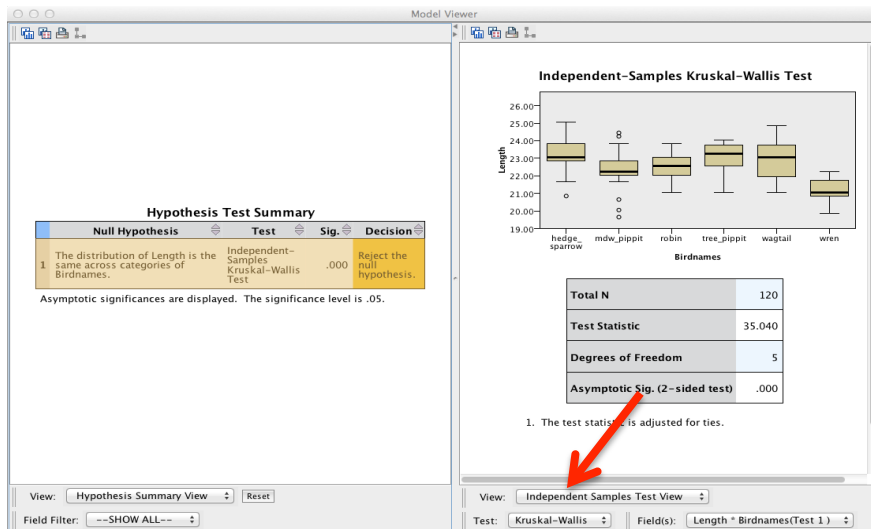 Model Viewer
Hypothesis Test Summary
Null Hypothesis Test Sig. Decision
1 The distribution of Length is the same across categories of Birdnames. Independent-Samples Kruskal-Wallis Test .000 Reject the null hypothesis.
Asymptotic significances are displayed. The significance level is .05.
View: Hypothesis Summary View Reset
Field Filter: --SHOW ALL--
Independent-Samples Kruskal-Wallis Test
26.00
25.00
24.00
23.00
22.00
21.00
20.00
19.00
Length
hedge_sparrow mdw_pippit robin tree_pippit wagtail wren
Birdnames
Total N 120
Test Statistic 35.040
Degrees of Freedom 5
Asymptotic Sig. (2-sided test) .000
1. The test statistic is adjusted for ties.
View: Independent Samples Test View
Test: Kruskal-Wallis Field(s): Length * Birdnames(Test 1 )